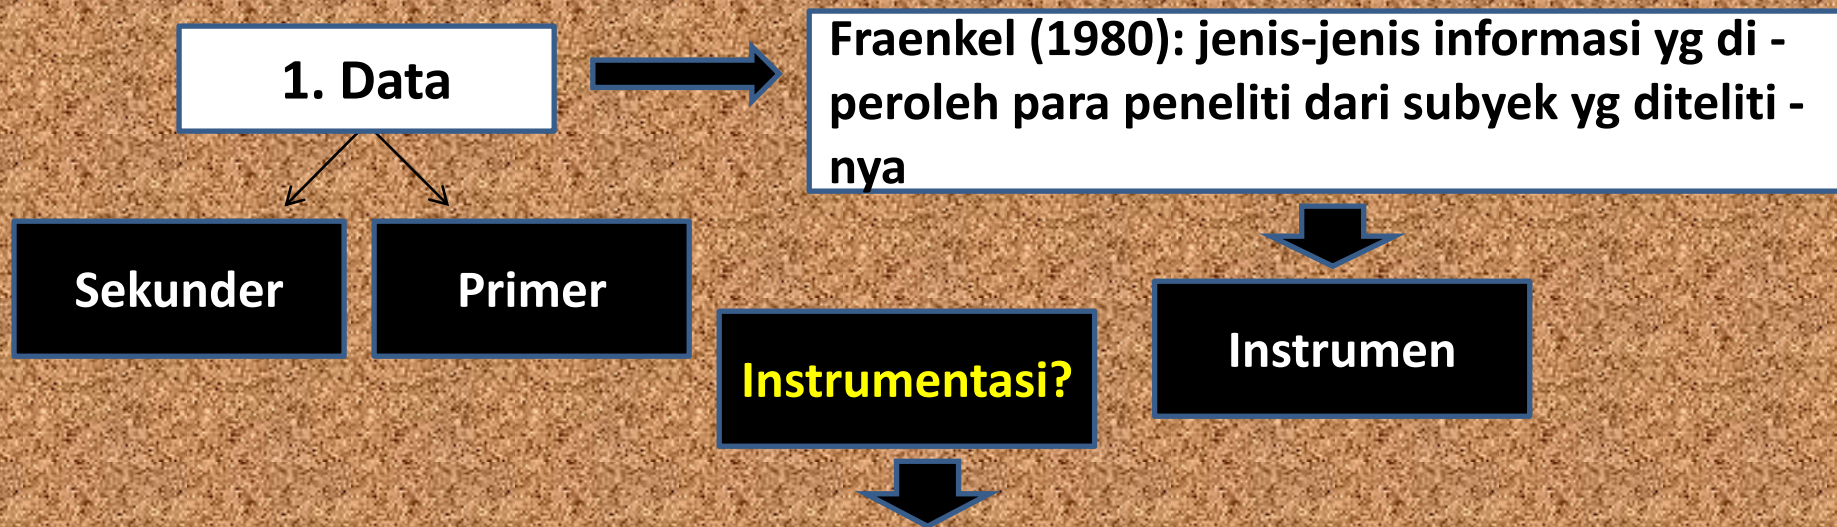 1. Data
Fraenkel (1980): jenis-jenis informasi yg di -
peroleh para peneliti dari subyek yg diteliti -
nya
Sekunder
Primer
Instrumentasi?
Instrumen